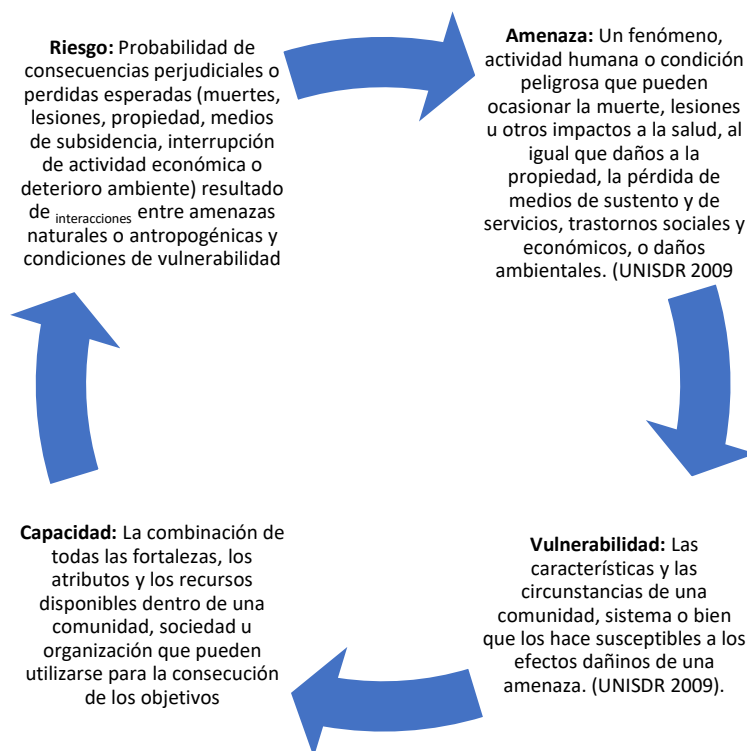 Riesgo: Probabilidad de
consecuencias perjudiciales o
perdidas esperadas (muertes,
lesiones, propiedad, medios
de subsidencia, interrupción
de actividad económica o
deterioro ambiente) resultado
de interacciones entre amenazas
naturales o antropogénicas y
condiciones de vulnerabilidad
Amenaza: Un fenómeno,
actividad humana o condición
peligrosa que pueden
ocasionar la muerte, lesiones
u otros impactos a la salud, al
igual que daños a la
propiedad, la pérdida de
medios de sustento y de
servicios, trastornos sociales y
económicos, o daños
ambientales. (UNISDR 2009
Vulnerabilidad: Las
características y las
circunstancias de una
comunidad, sistema o bien
que los hace susceptibles a los
efectos dañinos de una
amenaza. (UNISDR 2009).
Capacidad: La combinación de
todas las fortalezas, los
atributos y los recursos
disponibles dentro de una
comunidad, sociedad u
organización que pueden
utilizarse para la consecución
de los objetivos